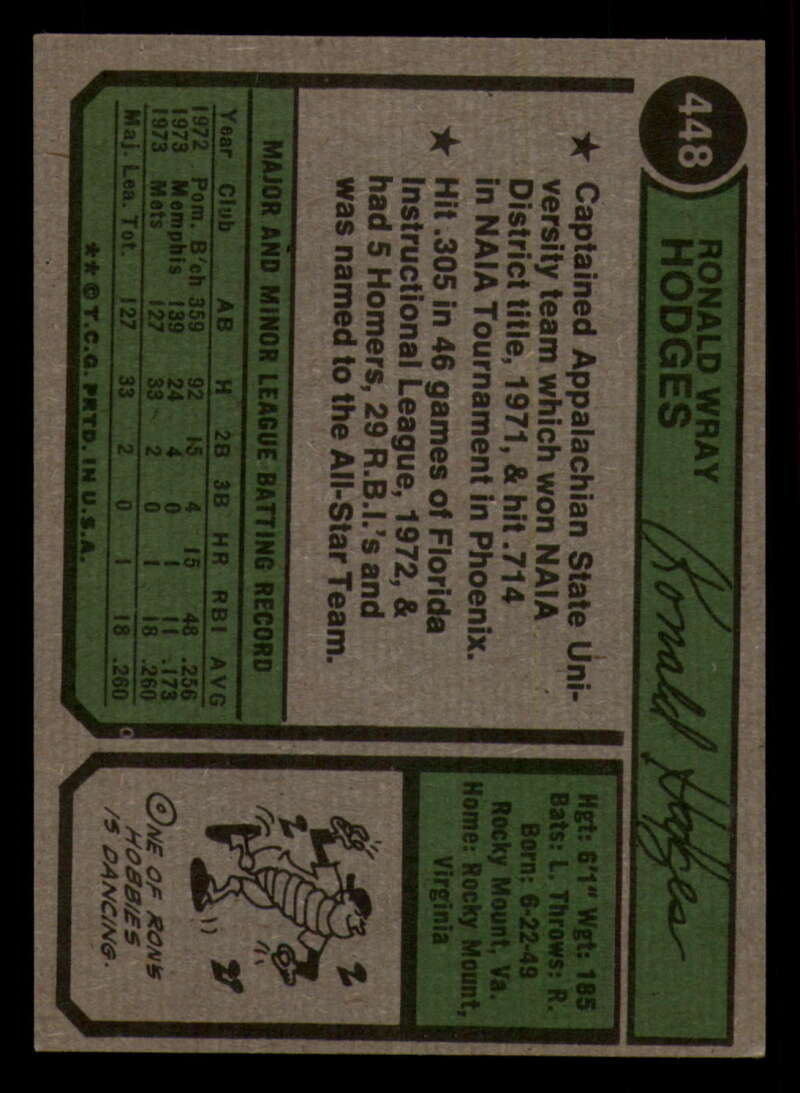 448
RONALD WRAY
HODGES
Ronald Hodges
★ Captained Appalachian State Uni-
versity team which won NAIA
District title, 1971, & hit .714
in NAIA Tournament in Phoenix.
★ Hit .305 in 46 games of Florida
Instructional League, 1972, &
had 5 Homers, 29 R.B.I.'s and
was named to the All-Star Team.
MAJOR AND MINOR LEAGUE BATTING RECORD
Year Club AB H 2B 3B HR RBI AVG
1972 Pom. B'ch 359 92 15 4 15 48 .256
1973 Memphis 139 24 4 0 1 11 .173
1973 Mets 127 33 2 0 1 18 .260
Maj. Lea. Tot. 127 33 2 0 1 18 .260
**©T.C.G. PRTD. IN U.S.A.
Hgt: 6'1" Wgt: 185
Bats: L. Throws: R.
Born: 6-22-49
Rocky Mount, Va.
Home: Rocky Mount,
Virginia
ONE OF RON'S
HOBBIES
IS DANCING.